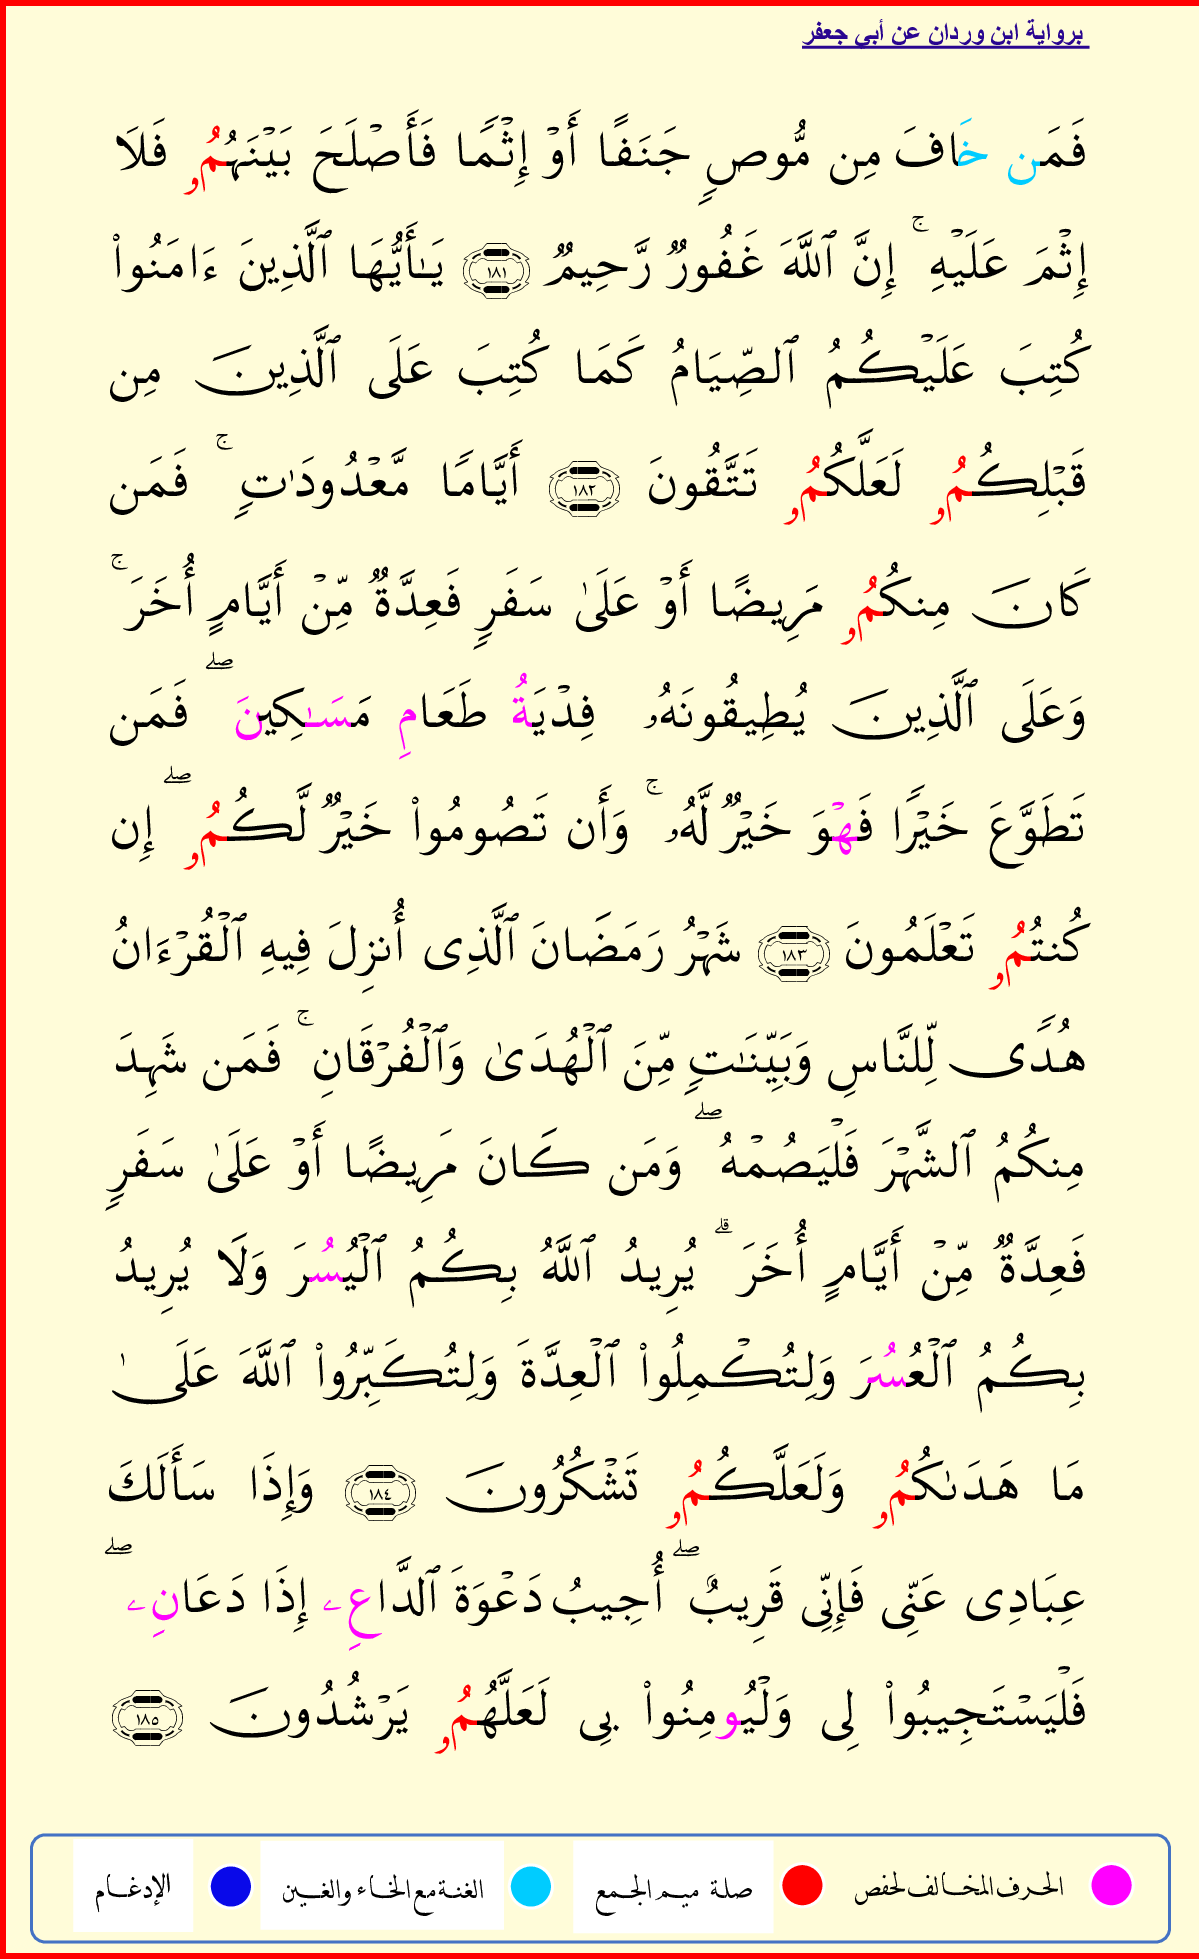 برواية ابن وردان عن أبي جعفر
فَمَن خَافَ مِن مُّوصٍ جَنَفًا أَوۡ إِثۡمًا فَأَصۡلَحَ بَيۡنَهُمُۥ فَلَا
إِثۡمَ عَلَيۡهِۚ إِنَّ ٱللَّهَ غَفُورٌ رَّحِيمٌ ١٨١ يَـٰٓأَيُّهَا ٱلَّذِينَ ءَامَنُواْ
كُتِبَ عَلَيۡكُمُ ٱلصِّيَامُ كَمَا كُتِبَ عَلَى ٱلَّذِينَ مِن
قَبۡلِكُمُۥ لَعَلَّكُمُۥ تَتَّقُونَ ١٨٢ أَيَّامًا مَّعۡدُودَٰتٍۚ فَمَن
كَانَ مِنكُمُۥ مَرِيضًا أَوۡ عَلَىٰ سَفَرٍ فَعِدَّةٌ مِّنۡ أَيَّامٍ أُخَرَۚ
وَعَلَى ٱلَّذِينَ يُطِيقُونَهُۥ فِدۡيَةُ طَعَامِ مَسَـٰكِينَۖ فَمَن
تَطَوَّعَ خَيۡرًا فَهۡوَ خَيۡرٌ لَّهُۥۚ وَأَن تَصُومُواْ خَيۡرٌ لَّكُمُۥۖ إِن
كُنتُمُۥ تَعۡلَمُونَ ١٨٣ شَهۡرُ رَمَضَانَ ٱلَّذِى أُنزِلَ فِيهِ ٱلۡقُرۡءَانُ
هُدًى لِّلنَّاسِ وَبَيِّنَـٰتٍ مِّنَ ٱلۡهُدَىٰ وَٱلۡفُرۡقَانِۚ فَمَن شَهِدَ
مِنكُمُ ٱلشَّهۡرَ فَلۡيَصُمۡهُۖ وَمَن كَانَ مَرِيضًا أَوۡ عَلَىٰ سَفَرٍ
فَعِدَّةٌ مِّنۡ أَيَّامٍ أُخَرَۗ يُرِيدُ ٱللَّهُ بِكُمُ ٱلۡيُسُرَ وَلَا يُرِيدُ
بِكُمُ ٱلۡعُسُرَ وَلِتُكۡمِلُواْ ٱلۡعِدَّةَ وَلِتُكَبِّرُواْ ٱللَّهَ عَلَىٰ
مَا هَدَىٰكُمُۥ وَلَعَلَّكُمُۥ تَشۡكُرُونَ ١٨٤ وَإِذَا سَأَلَكَ
عِبَادِى عَنِّى فَإِنِّى قَرِيبٌۖ أُجِيبُ دَعۡوَةَ ٱلدَّاعِۦ إِذَا دَعَانِۦۖ
فَلۡيَسۡتَجِيبُواْ لِى وَلۡيُومِنُواْ بِى لَعَلَّهُمُۥ يَرۡشُدُونَ ١٨٥
الحرف المخالف لحفص صلة ميم الجمع الغنة مع الخاء والغين الإدغام